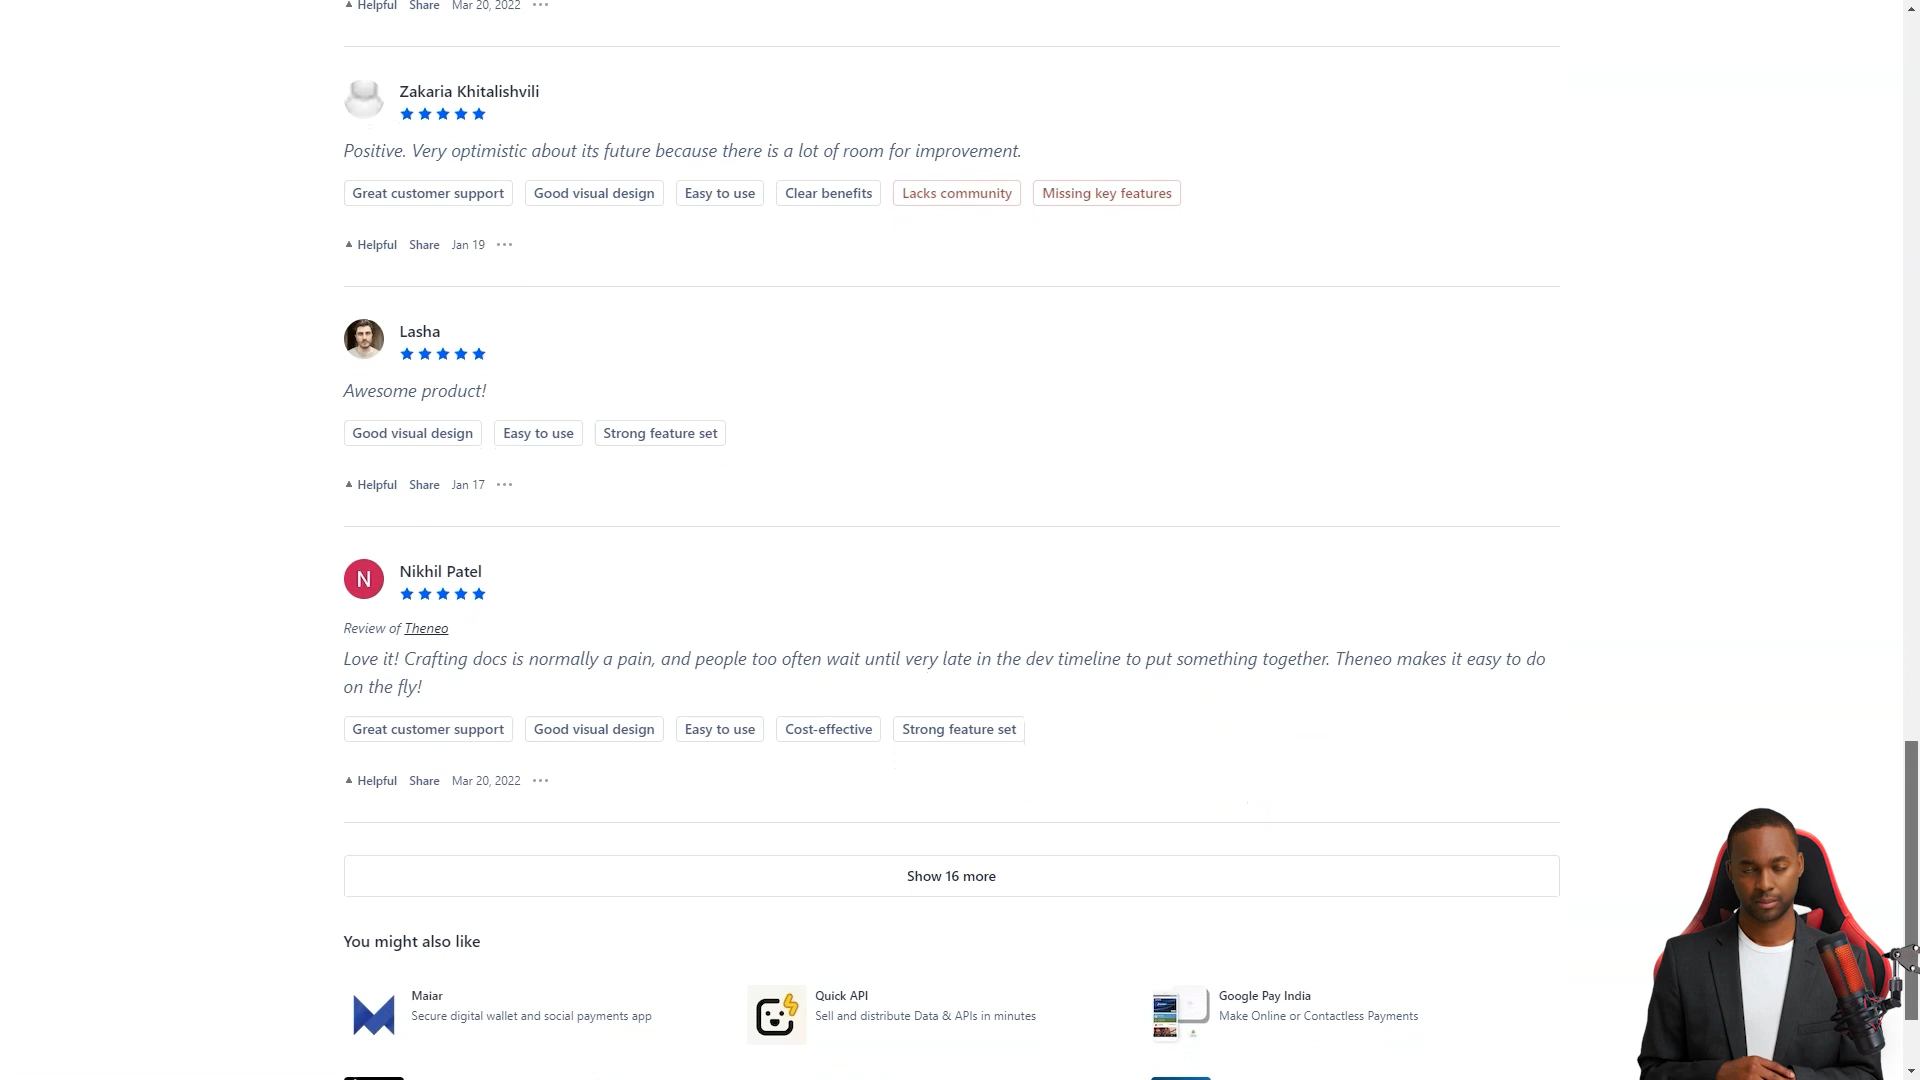 Helpful Share Mar 20, 2022 •••
Zakaria Khitalishvili
Positive. Very optimistic about its future because there is a lot of room for improvement.
Great customer support Good visual design Easy to use Clear benefits Lacks community Missing key features
Helpful Share Jan 19 •••
Lasha
Awesome product!
Good visual design Easy to use Strong feature set
Helpful Share Jan 17 •••
N
Nikhil Patel
Review of Theneo
Love it! Crafting docs is normally a pain, and people too often wait until very late in the dev timeline to put something together. Theneo makes it easy to do
on the fly!
Great customer support Good visual design Easy to use Cost-effective Strong feature set
Helpful Share Mar 20, 2022 •••
Show 16 more
You might also like
Maiar Quick API Google Pay India
Secure digital wallet and social payments app Sell and distribute Data & APIs in minutes Make Online or Contactless Payments